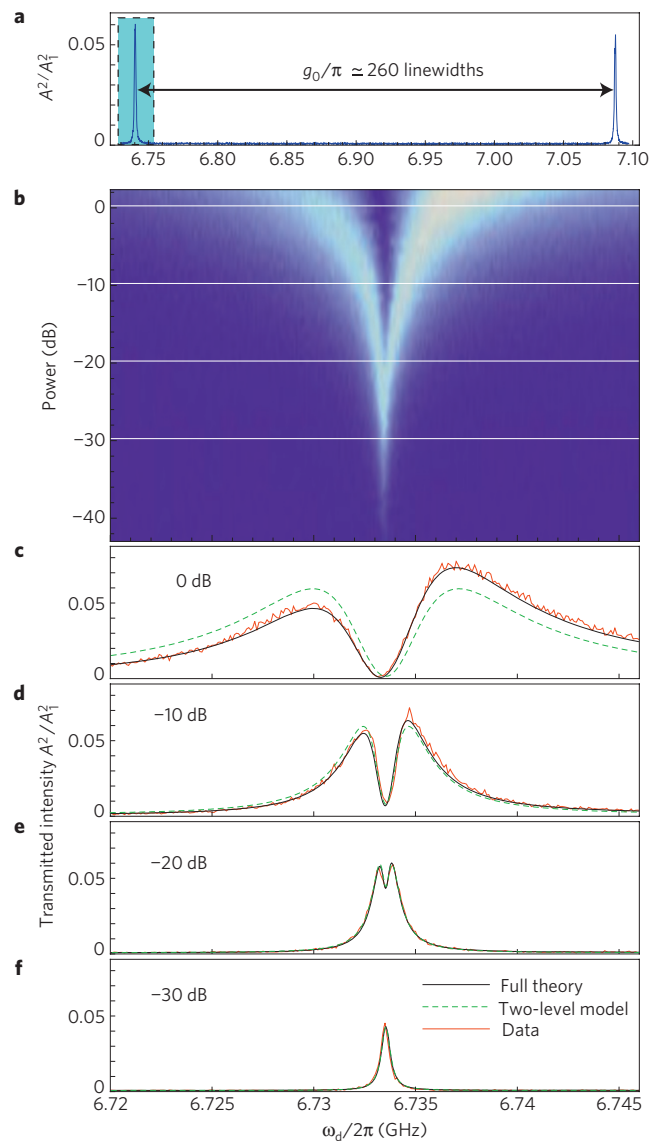 a
A²/A₁²
0.05
0
g₀/π ≃ 260 linewidths
6.75 6.80 6.85 6.90 6.95 7.00 7.05 7.10
b
Power (dB)
0
−10
−20
−30
−40
c
0 dB
0.05
0
d
−10 dB
0.05
0
Transmitted intensity A²/A₁²
e
−20 dB
0.05
0
f
−30 dB
0.05
0
Full theory
Two-level model
Data
6.72 6.725 6.73 6.735 6.74 6.745
ω_d/2π (GHz)